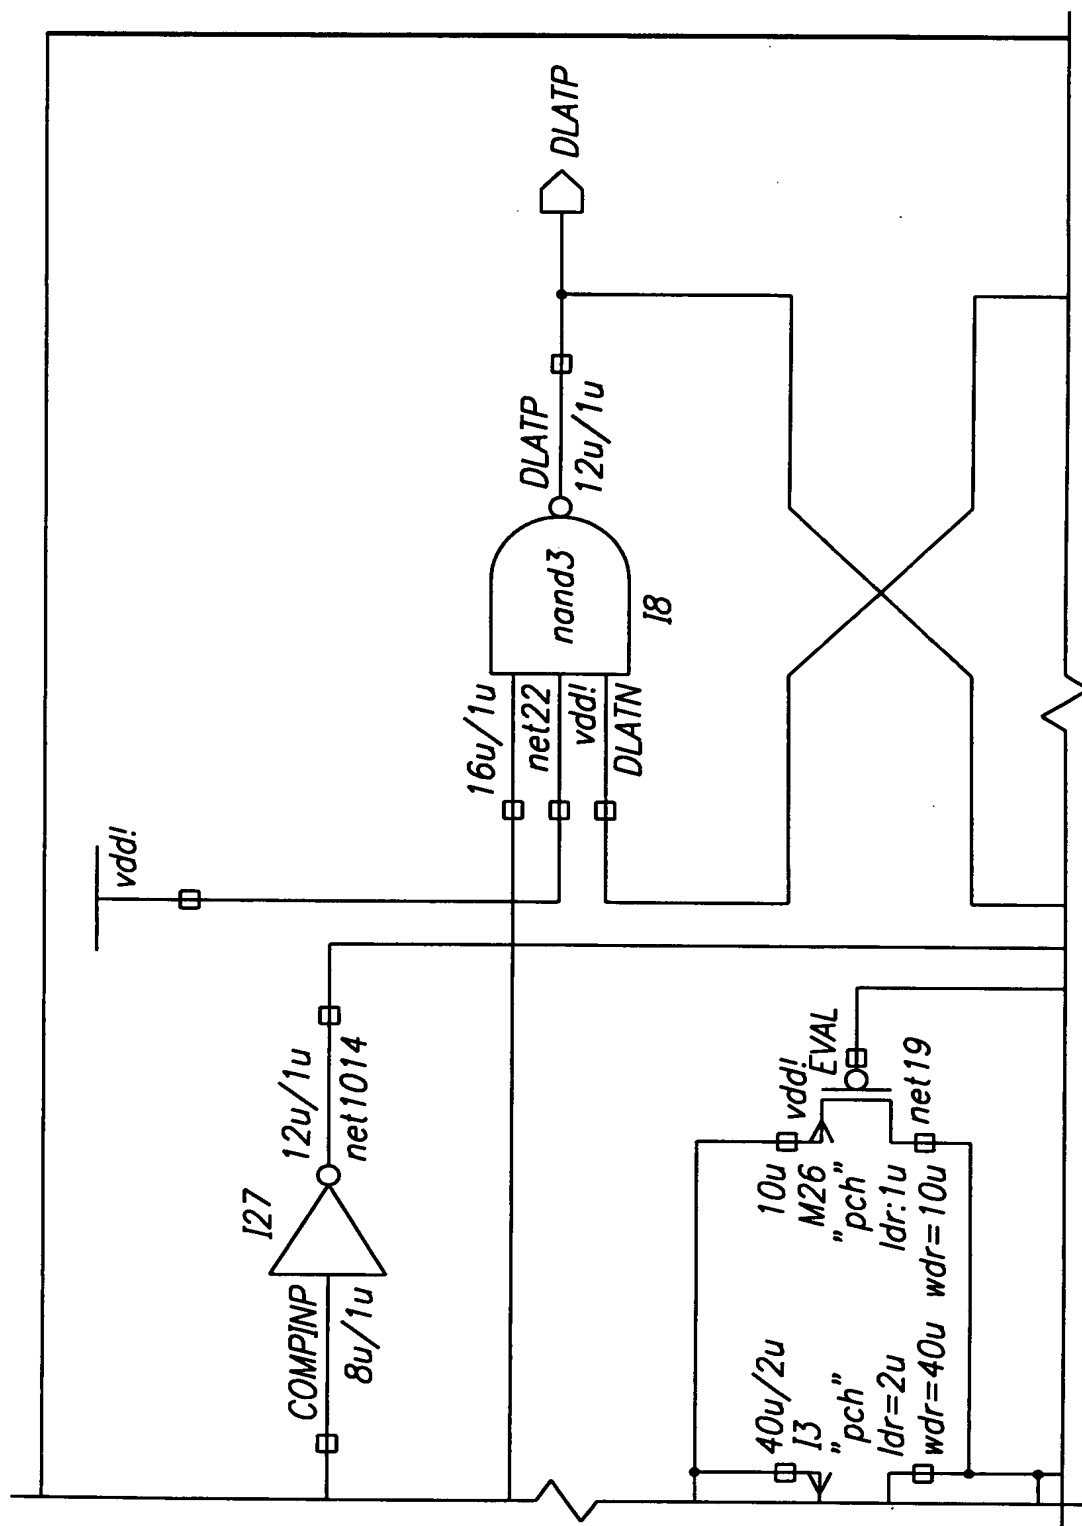 DLATP
DLATP
12u/1u
nand3
I8
16u/1u
net22
vdd!
DLATN
vdd!
I27
12u/1u
net1014
COMPINP
8u/1u
vdd!
EVAL
net19
10u
M26
"pch"
ldr:1u
wdr=10u
40u/2u
I3
"pch"
ldr=2u
wdr=40u